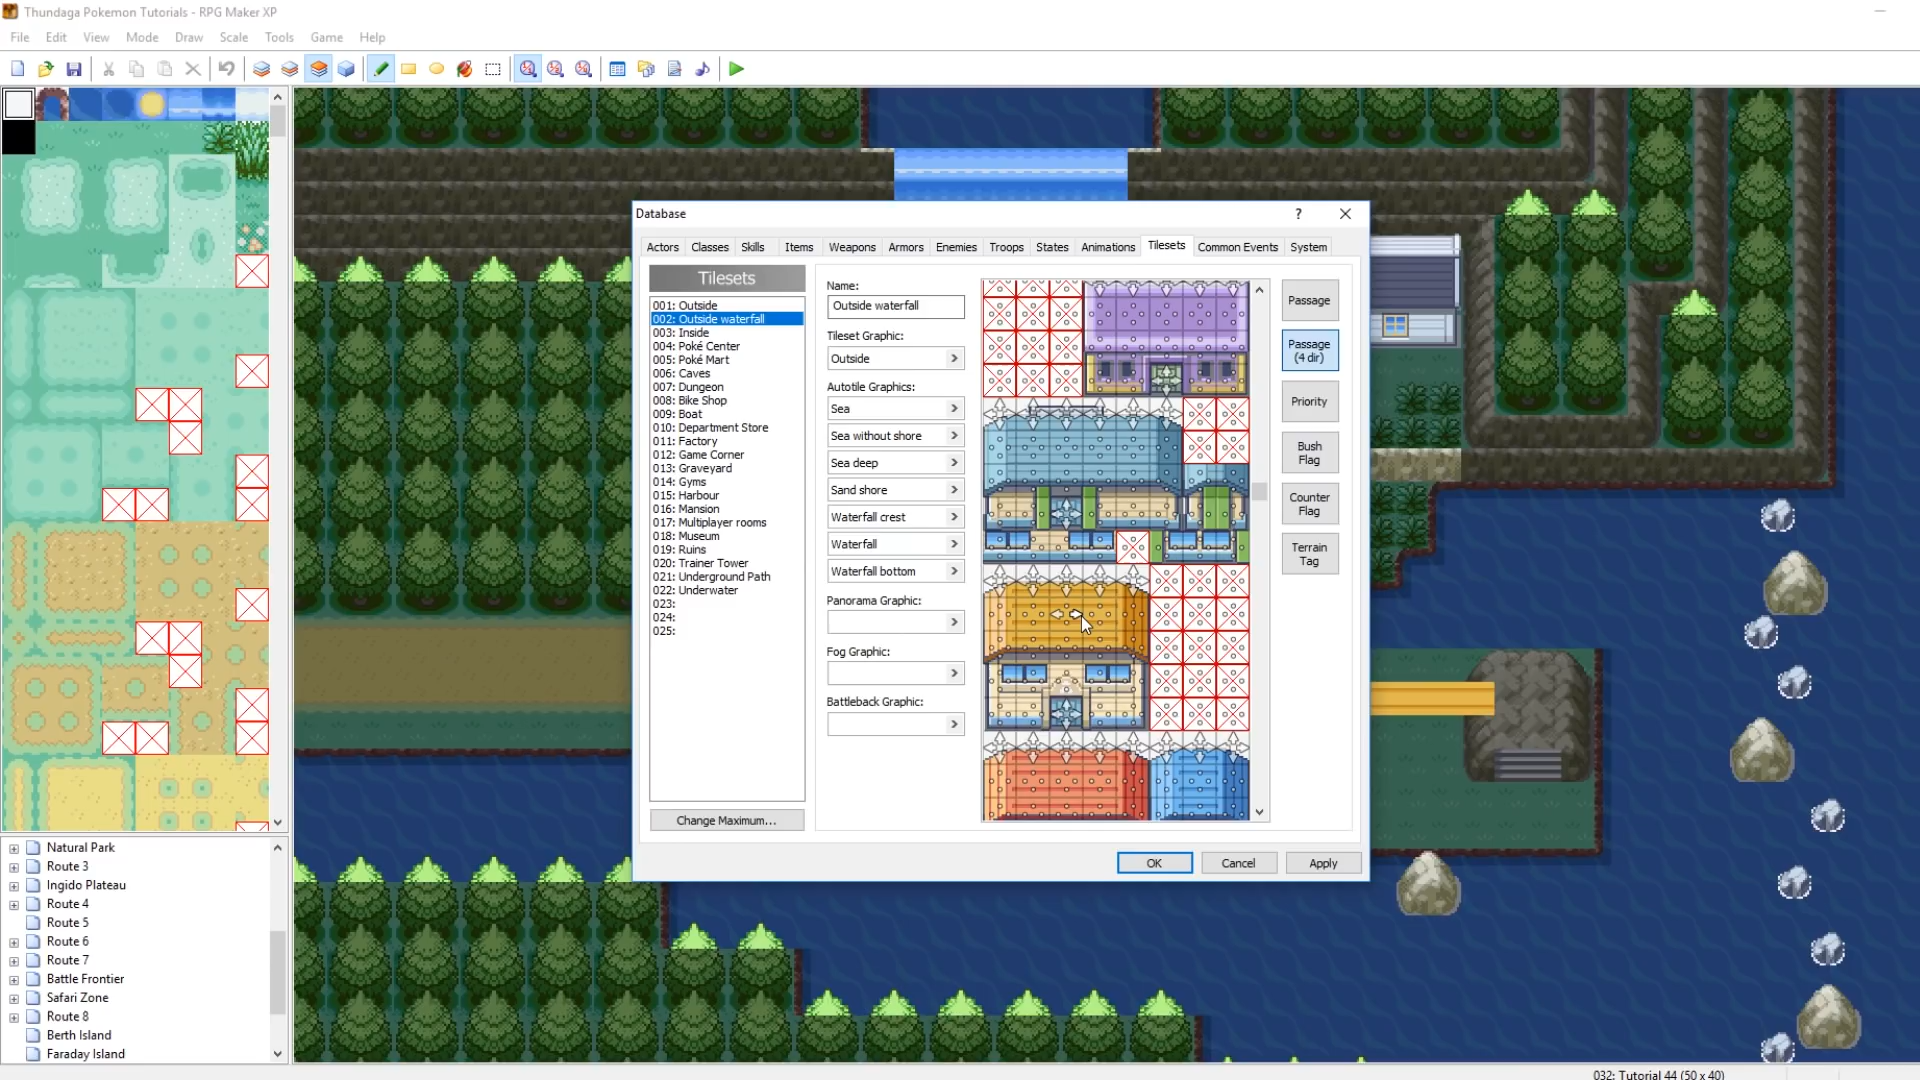 Thundaga Pokemon Tutorials - RPG Maker XP
File Edit View Mode Draw Scale Tools Game Help
Database
?
Actors Classes Skills Items Weapons Armors Enemies Troops States Animations Tilesets Common Events System
Tilesets
001: Outside
002: Outside waterfall
003: Inside
004: Poké Center
005: Poké Mart
006: Caves
007: Dungeon
008: Bike Shop
009: Boat
010: Department Store
011: Factory
012: Game Corner
013: Graveyard
014: Gyms
015: Harbour
016: Mansion
017: Multiplayer rooms
018: Museum
019: Ruins
020: Trainer Tower
021: Underground Path
022: Underwater
023:
024:
025:
Change Maximum...
Name:
Outside waterfall
Tileset Graphic:
Outside
Autotile Graphics:
Sea
Sea without shore
Sea deep
Sand shore
Waterfall crest
Waterfall
Waterfall bottom
Panorama Graphic:
Fog Graphic:
Battleback Graphic:
Passage
Passage
(4 dir)
Priority
Bush
Flag
Counter
Flag
Terrain
Tag
OK Cancel Apply
Natural Park
Route 3
Ingido Plateau
Route 4
Route 5
Route 6
Route 7
Battle Frontier
Safari Zone
Route 8
Berth Island
Faraday Island
032: Tutorial 44 (50 x 40)